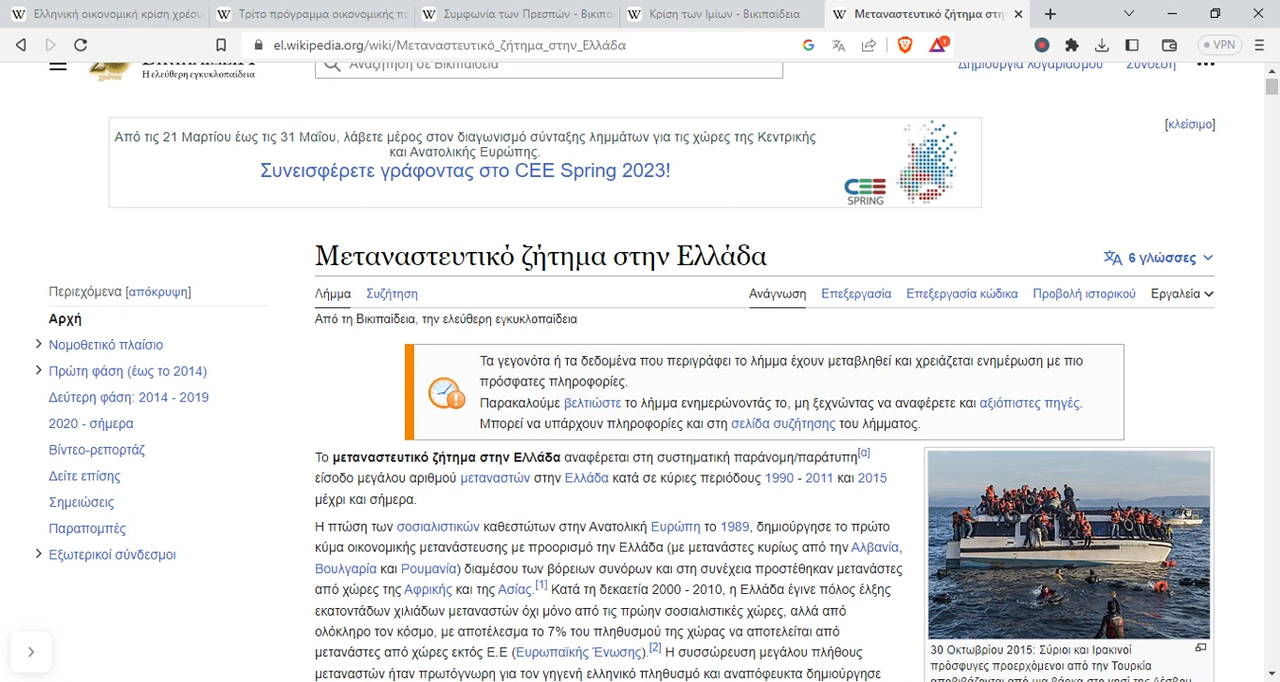 Ελληνική οικονομική κρίση χρέου
Τρίτο πρόγραμμα οικονομικής πρ
Συμφωνία των Πρεσπών - Βικιπα
Κρίση των Ιμίων - Βικιπαίδεια
Μεταναστευτικό ζήτημα στη
el.wikipedia.org/wiki/Μεταναστευτικό_ζήτημα_στην_Ελλάδα
VPN
Η ελεύθερη εγκυκλοπαίδεια
Αναζήτηση σε Βικιπαίδεια
Δημιουργία λογαριασμού
Σύνδεση
Από τις 21 Μαρτίου έως τις 31 Μαΐου, λάβετε μέρος στον διαγωνισμό σύνταξης λημμάτων για τις χώρες της Κεντρικής
και Ανατολικής Ευρώπης.
Συνεισφέρετε γράφοντας στο CEE Spring 2023!
CEE
SPRING
[κλείσιμο]
Μεταναστευτικό ζήτημα στην Ελλάδα
6 γλώσσες
Περιεχόμενα [απόκρυψη]
Αρχή
Νομοθετικό πλαίσιο
Πρώτη φάση (έως το 2014)
Δεύτερη φάση: 2014 - 2019
2020 - σήμερα
Βίντεο-ρεπορτάζ
Δείτε επίσης
Σημειώσεις
Παραπομπές
Εξωτερικοί σύνδεσμοι
Λήμμα Συζήτηση
Ανάγνωση Επεξεργασία Επεξεργασία κώδικα Προβολή ιστορικού Εργαλεία
Από τη Βικιπαίδεια, την ελεύθερη εγκυκλοπαίδεια
Τα γεγονότα ή τα δεδομένα που περιγράφει το λήμμα έχουν μεταβληθεί και χρειάζεται ενημέρωση με πιο
πρόσφατες πληροφορίες.
Παρακαλούμε βελτιώστε το λήμμα ενημερώνοντάς το, μη ξεχνώντας να αναφέρετε και αξιόπιστες πηγές.
Μπορεί να υπάρχουν πληροφορίες και στη σελίδα συζήτησης του λήμματος.
Το μεταναστευτικό ζήτημα στην Ελλάδα αναφέρεται στη συστηματική παράνομη/παράτυπη[α]
είσοδο μεγάλου αριθμού μεταναστών στην Ελλάδα κατά σε κύριες περιόδους 1990 - 2011 και 2015
μέχρι και σήμερα.
Η πτώση των σοσιαλιστικών καθεστώτων στην Ανατολική Ευρώπη το 1989, δημιούργησε το πρώτο
κύμα οικονομικής μετανάστευσης με προορισμό την Ελλάδα (με μετανάστες κυρίως από την Αλβανία,
Βουλγαρία και Ρουμανία) διαμέσου των βόρειων συνόρων και στη συνέχεια προστέθηκαν μετανάστες
από χώρες της Αφρικής και της Ασίας.[1] Κατά τη δεκαετία 2000 - 2010, η Ελλάδα έγινε πόλος έλξης
εκατοντάδων χιλιάδων μεταναστών όχι μόνο από τις πρώην σοσιαλιστικές χώρες, αλλά από
ολόκληρο τον κόσμο, με αποτέλεσμα το 7% του πληθυσμού της χώρας να αποτελείται από
μετανάστες από χώρες εκτός Ε.Ε (Ευρωπαϊκής Ένωσης).[2] Η συσσώρευση μεγάλου πλήθους
μεταναστών ήταν πρωτόγνωρη για τον γηγενή ελληνικό πληθυσμό και αναπόφευκτα δημιούργησε
30 Οκτωβρίου 2015: Σύριοι και Ιρακινοί
πρόσφυγες προερχόμενοι από την Τουρκία
αποβιβάζονται από μια βάρκα στο νησί της Λέσβου